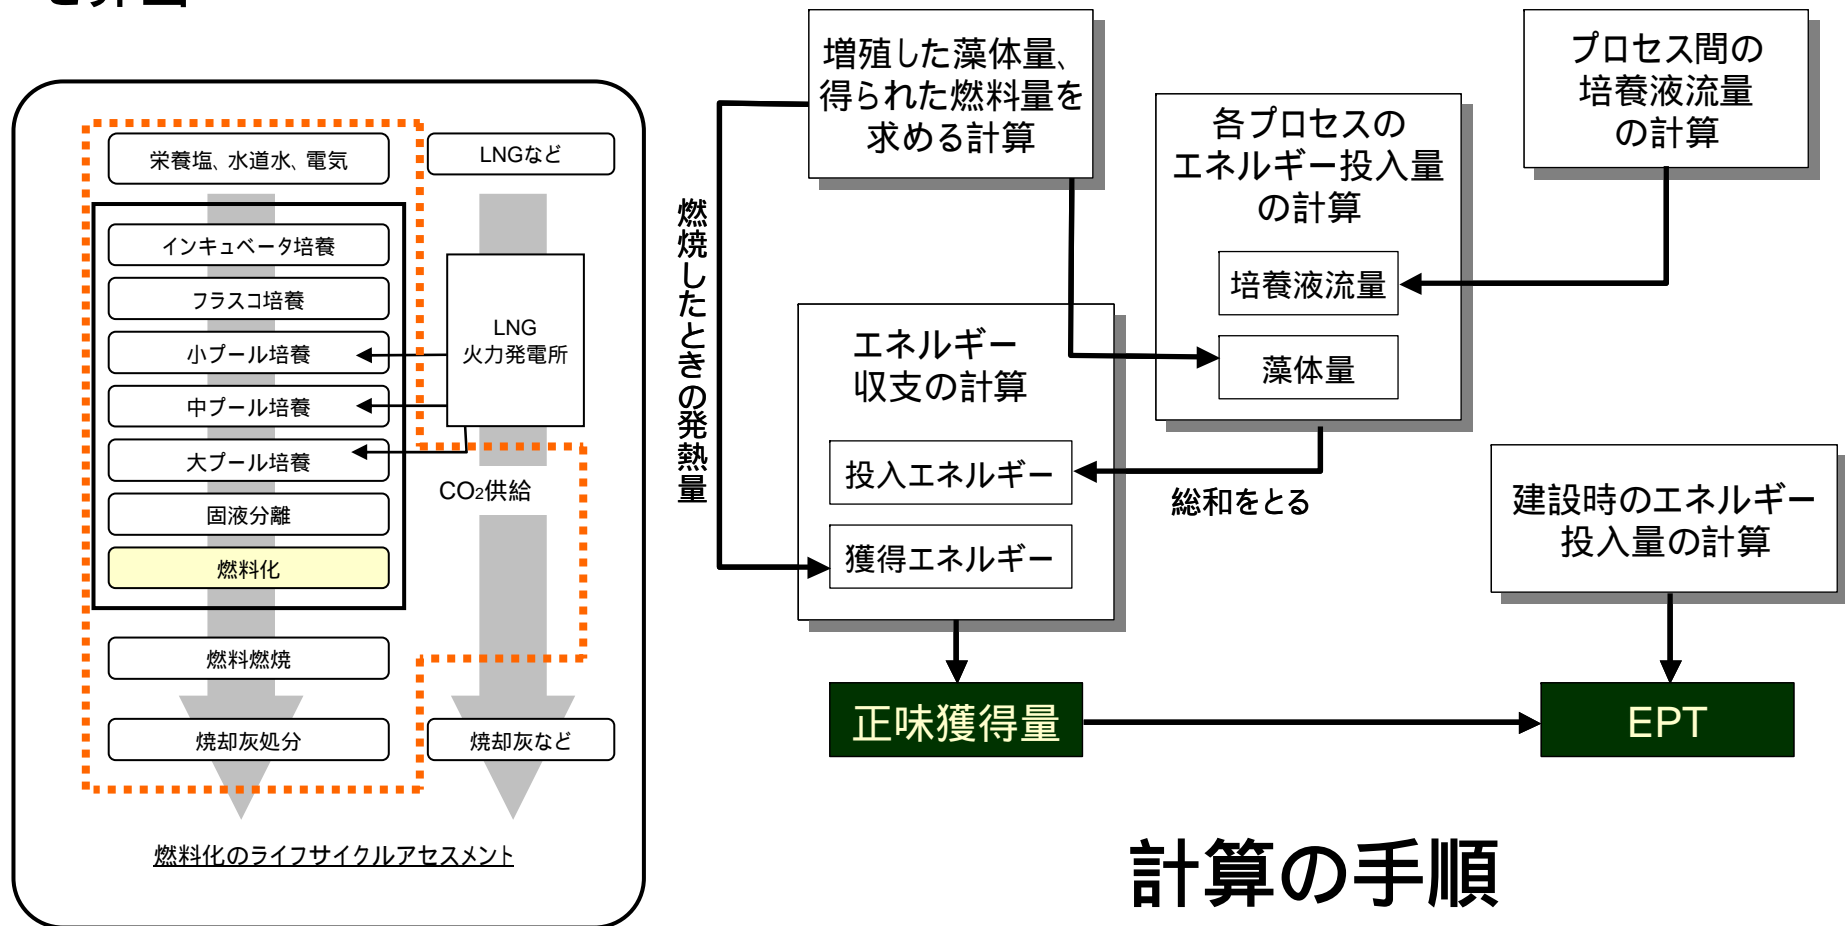 栄養塩、水道水、電気
LNGなど
インキュベータ培養
フラスコ培養
小プール培養
中プール培養
大プール培養
固液分離
燃料化
LNG
火力発電所
CO2供給
燃料燃焼
焼却灰処分
焼却灰など
燃料化のライフサイクルアセスメント
増殖した藻体量、
得られた燃料量を
求める計算
燃焼したときの発熱量
各プロセスの
エネルギー投入量
の計算
培養液流量
藻体量
プロセス間の
培養液流量
の計算
エネルギー
収支の計算
投入エネルギー
獲得エネルギー
総和をとる
建設時のエネルギー
投入量の計算
正味獲得量
EPT
計算の手順